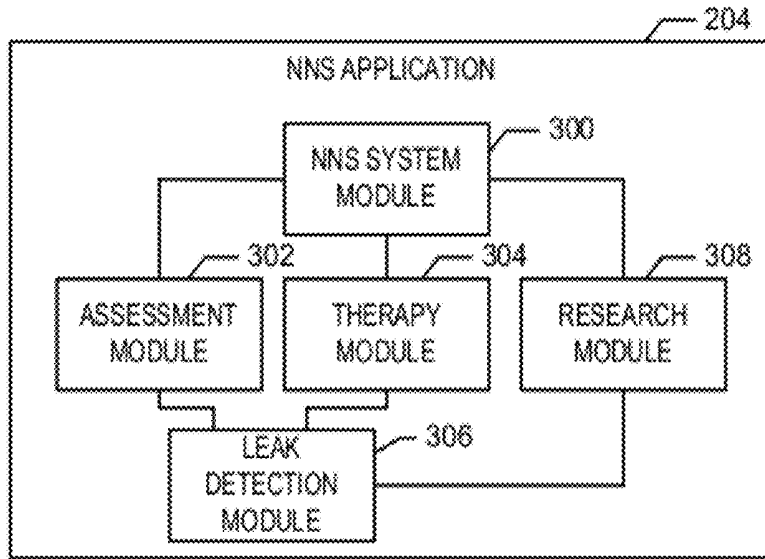 204
NNS APPLICATION
300
NNS SYSTEM
MODULE
302
304
308
ASSESSMENT
MODULE
THERAPY
MODULE
RESEARCH
MODULE
306
LEAK
DETECTION
MODULE